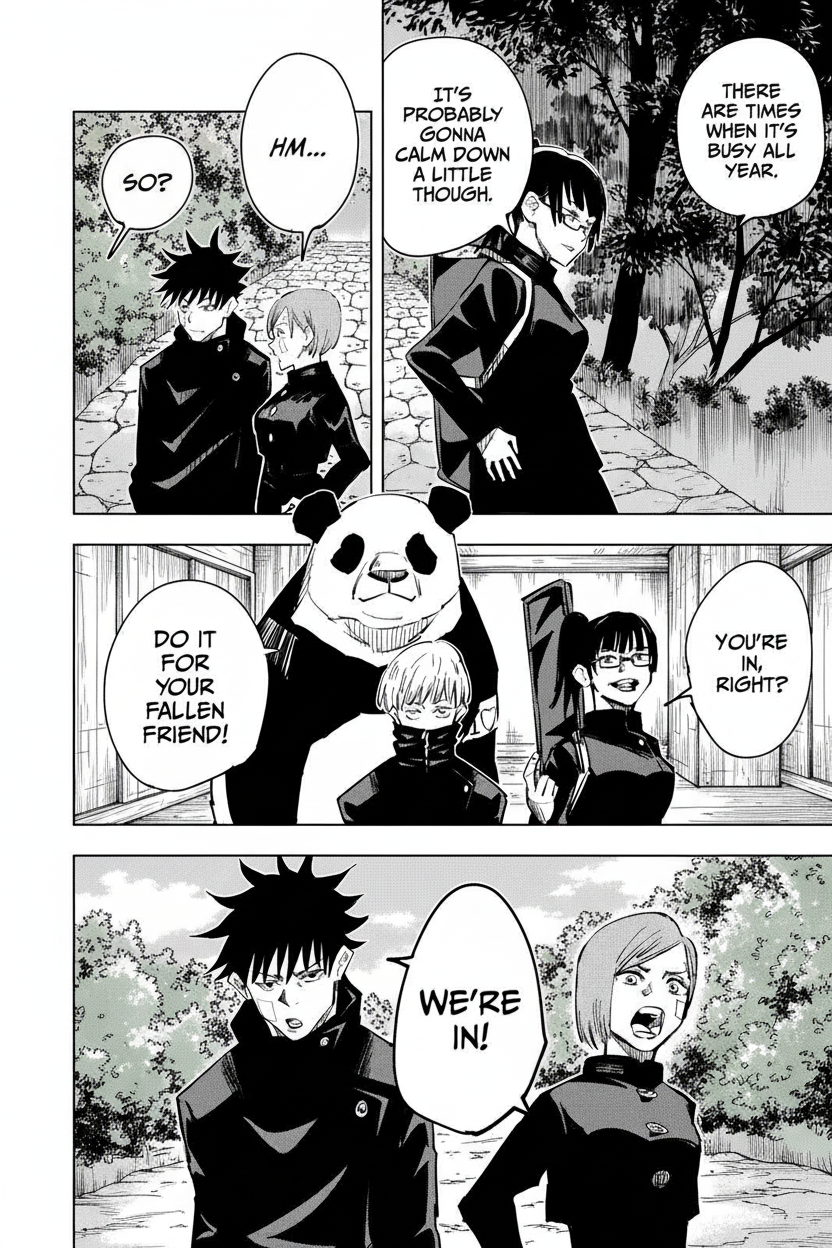 THERE
ARE TIMES
WHEN IT'S
BUSY ALL
YEAR.
IT'S
PROBABLY
GONNA
CALM DOWN
A LITTLE
THOUGH.
HM...
SO?
YOU'RE
IN,
RIGHT?
DO IT
FOR
YOUR
FALLEN
FRIEND!
WE'RE
IN!